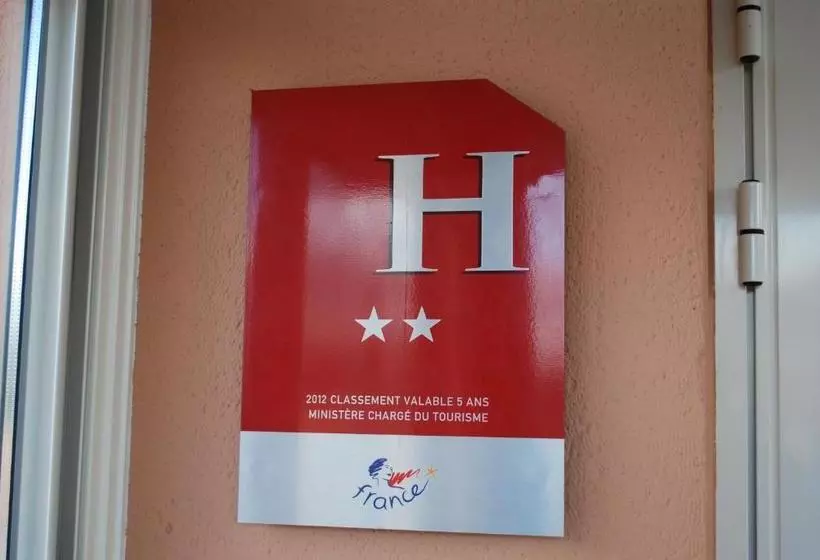 H
2012 CLASSEMENT VALABLE 5 ANS
MINISTÈRE CHARGÉ DU TOURISME
france